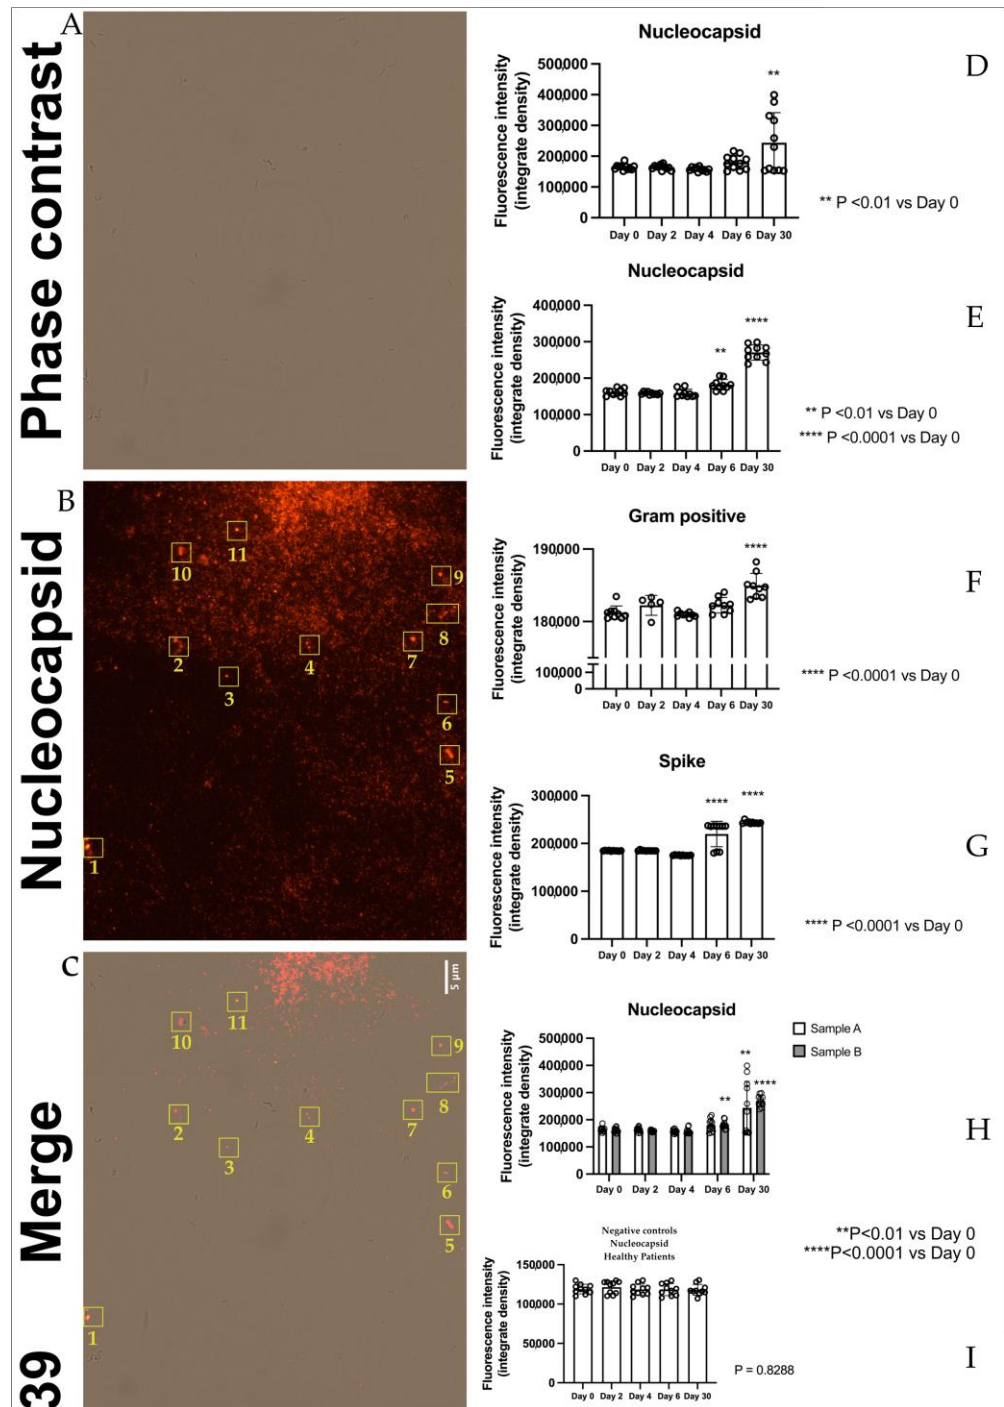 A
Phase contrast
B
Nucleocapsid
10
11
9
8
2
4
7
3
6
5
1
C
39 Merge
5 µm
11
10
9
8
2
4
7
3
6
5
1
Nucleocapsid
D
Fluorescence intensity
(integrate density)
500,000
400,000
300,000
200,000
100,000
0
**
Day 0 Day 2 Day 4 Day 6 Day 30
** P <0.01 vs Day 0
Nucleocapsid
E
Fluorescence intensity
(integrate density)
400,000
300,000
200,000
100,000
0
** ****
Day 0 Day 2 Day 4 Day 6 Day 30
** P <0.01 vs Day 0
**** P <0.0001 vs Day 0
Gram positive
F
Fluorescence intensity
(integrate density)
190,000
180,000
100,000
0
****
Day 0 Day 2 Day 4 Day 6 Day 30
**** P <0.0001 vs Day 0
Spike
G
Fluorescence intensity
(integrate density)
300,000
200,000
100,000
0
**** ****
Day 0 Day 2 Day 4 Day 6 Day 30
**** P <0.0001 vs Day 0
Nucleocapsid
Sample A
Sample B
H
Fluorescence intensity
(integrate density)
500,000
400,000
300,000
200,000
100,000
0
** ** ****
Day 0 Day 2 Day 4 Day 6 Day 30
**P<0.01 vs Day 0
****P<0.0001 vs Day 0
Negative controls
Nucleocapsid
Healthy Patients
I
Fluorescence intensity
(integrate density)
150,000
100,000
50,000
0
Day 0 Day 2 Day 4 Day 6 Day 30
P = 0.8288